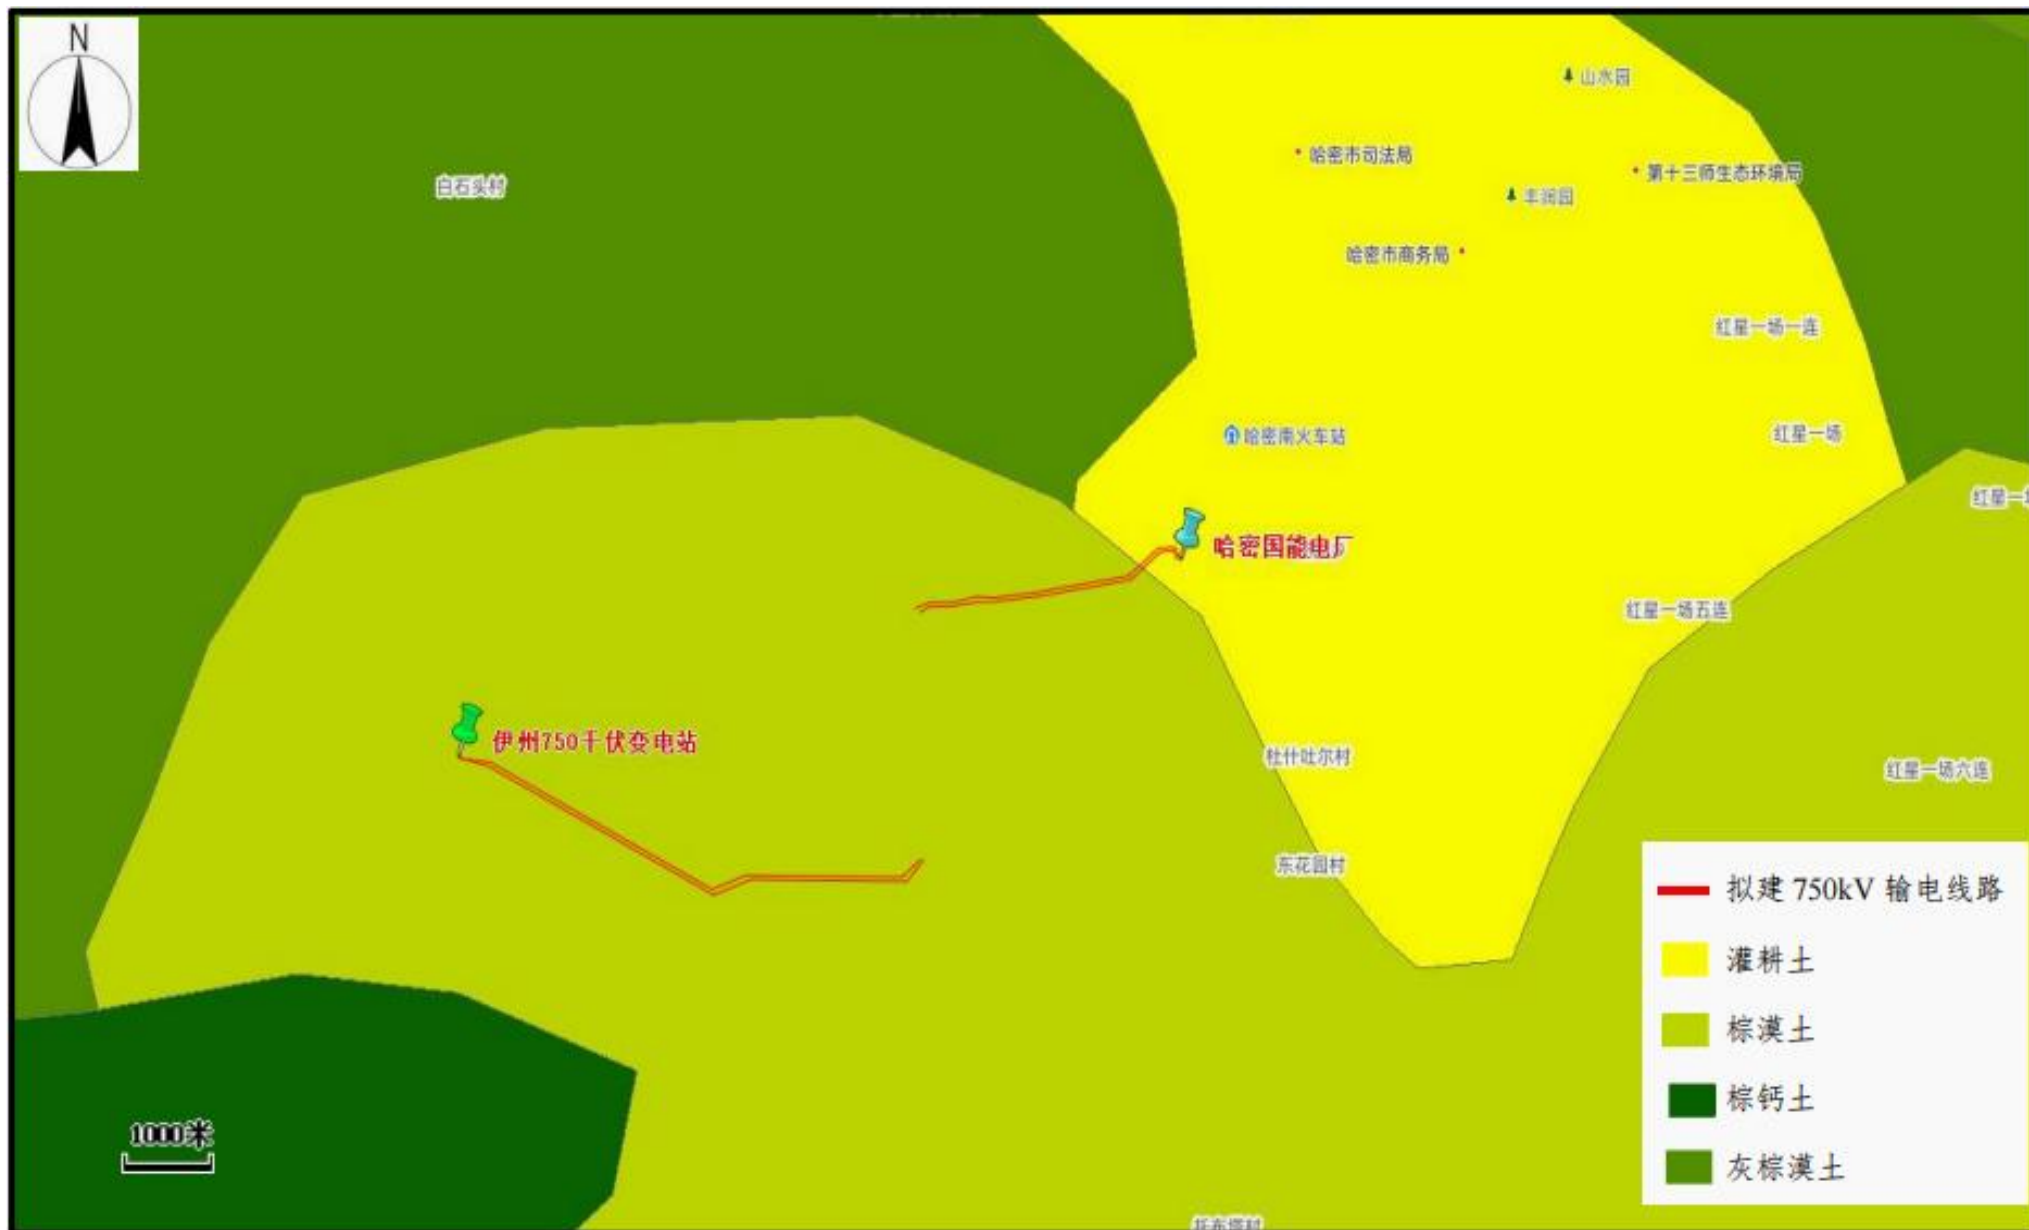 N
山水园
哈密市司法局
第十三师生态环境局
白石头村
丰润园
哈密市商务局
红星一场一连
哈密南火车站
红星一场
红星一场
哈密国能电厂
红星一场五连
伊州750千伏变电站
杜什吐尔村
红星一场六连
东花园村
拟建 750kV 输电线路
灌耕土
棕漠土
棕钙土
1000米
灰棕漠土